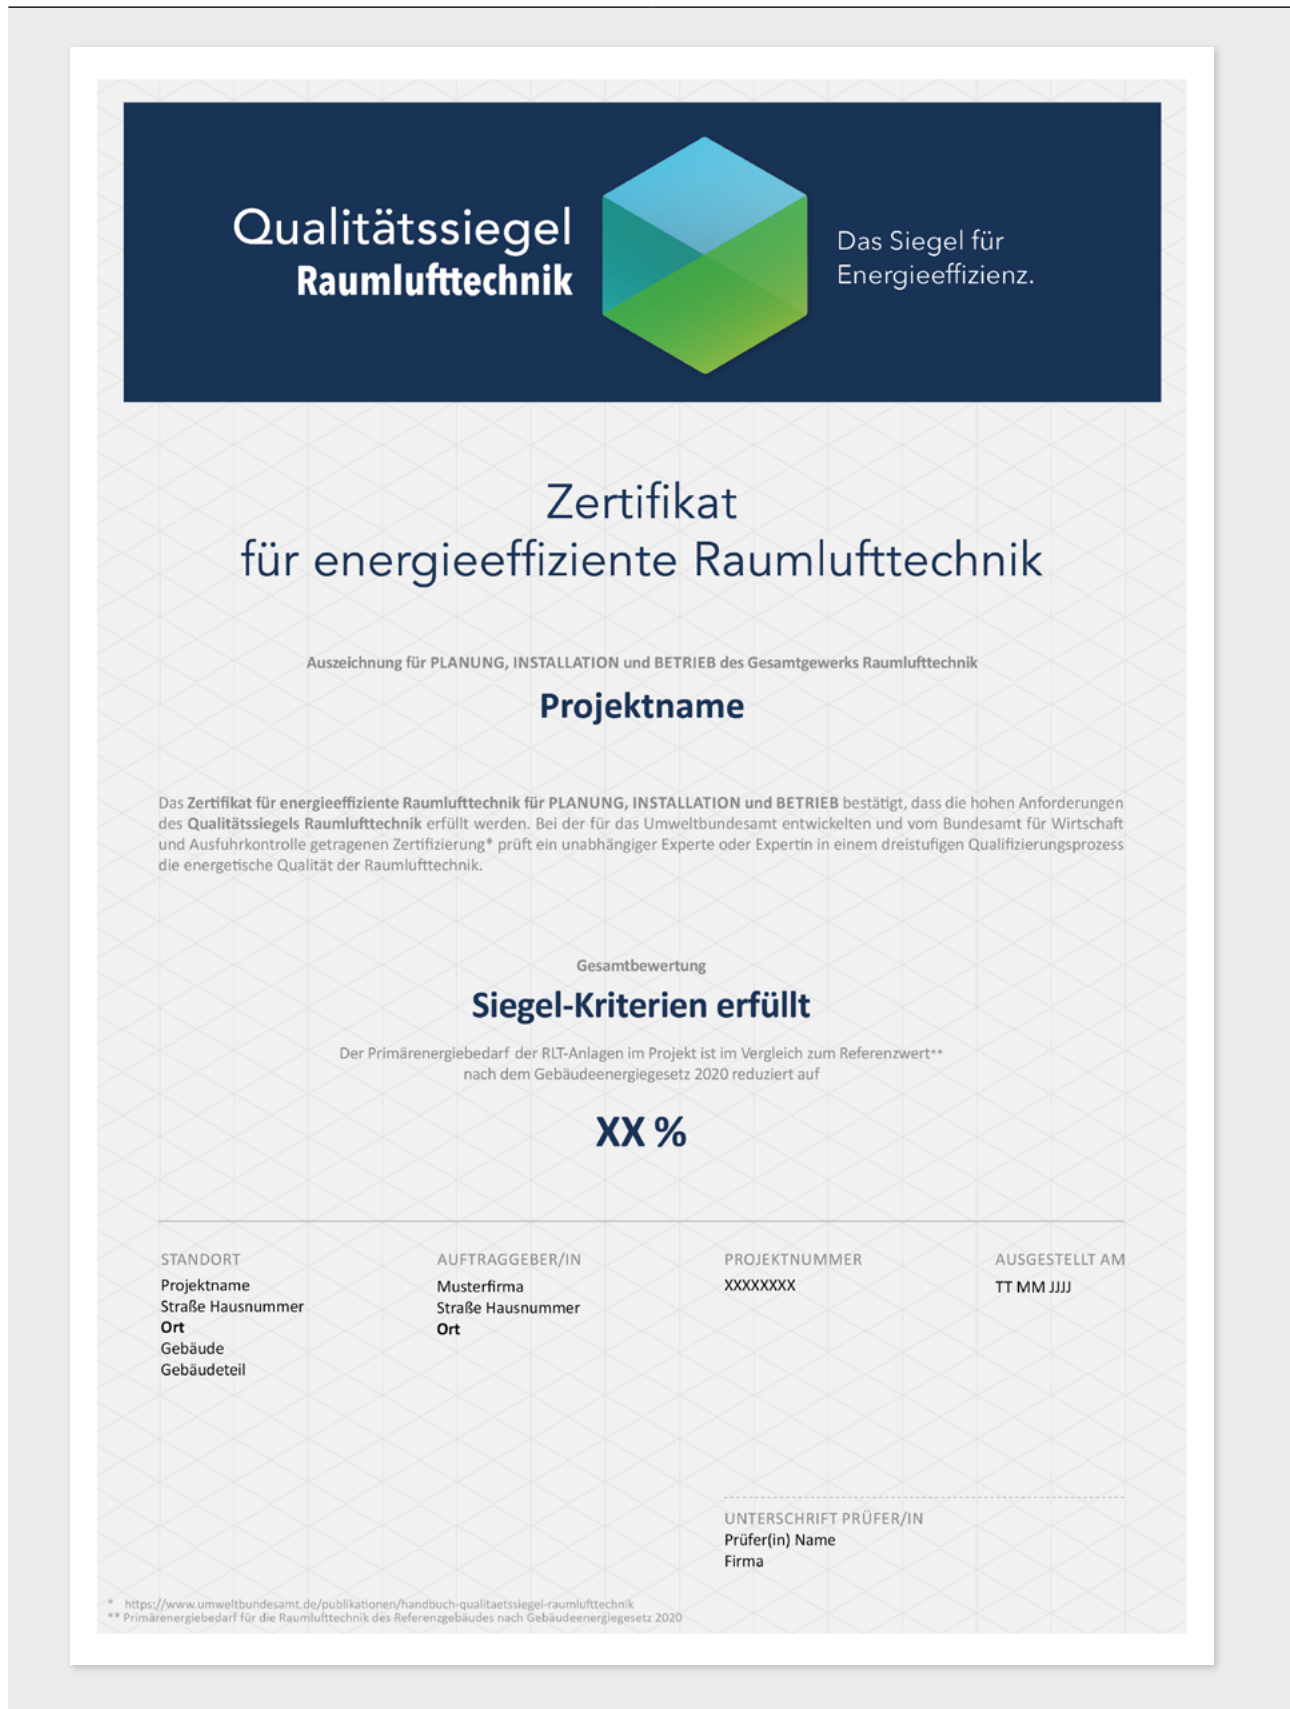 Qualitätssiegel
Raumlufttechnik
Das Siegel für
Energieeffizienz.
Zertifikat
für energieeffiziente Raumlufttechnik
Auszeichnung für PLANUNG, INSTALLATION und BETRIEB des Gesamtgewerks Raumlufttechnik
Projektname
Das Zertifikat für energieeffiziente Raumlufttechnik für PLANUNG, INSTALLATION und BETRIEB bestätigt, dass die hohen Anforderungen
des Qualitätssiegels Raumlufttechnik erfüllt werden. Bei der für das Umweltbundesamt entwickelten und vom Bundesamt für Wirtschaft
und Ausfuhrkontrolle getragenen Zertifizierung* prüft ein unabhängiger Experte oder Expertin in einem dreistufigen Qualifizierungsprozess
die energetische Qualität der Raumlufttechnik.
Gesamtbewertung
Siegel-Kriterien erfüllt
Der Primärenergiebedarf der RLT-Anlagen im Projekt ist im Vergleich zum Referenzwert**
nach dem Gebäudeenergiegesetz 2020 reduziert auf
XX %
STANDORT
Projektname
Straße Hausnummer
Ort
Gebäude
Gebäudeteil
AUFTRAGGEBER/IN
Musterfirma
Straße Hausnummer
Ort
PROJEKTNUMMER
XXXXXXXX
AUSGESTELLT AM
TT MM JJJJ
UNTERSCHRIFT PRÜFER/IN
Prüfer(in) Name
Firma
* https://www.umweltbundesamt.de/publikationen/handbuch-qualitaetssiegel-raumlufttechnik
** Primärenergiebedarf für die Raumlufttechnik des Referenzgebäudes nach Gebäudeenergiegesetz 2020